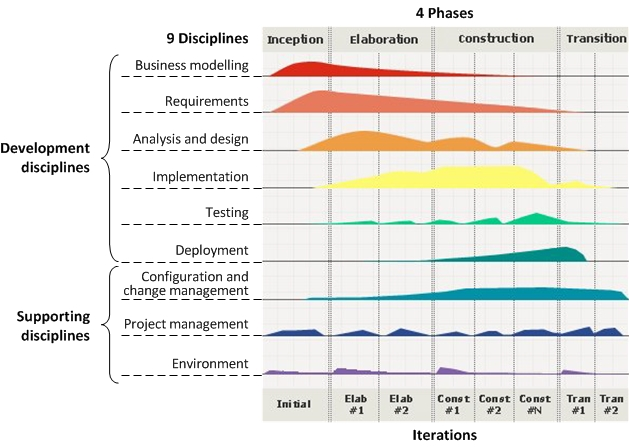 4 Phases
9 Disciplines
Inception Elaboration Construction Transition
Business modelling
Requirements
Analysis and design
Implementation
Testing
Deployment
Development
disciplines
Configuration and
change management
Project management
Environment
Supporting
disciplines
Initial
Elab
#1
Elab
#2
Const
#1
Const
#2
Const
#N
Tran
#1
Tran
#2
Iterations